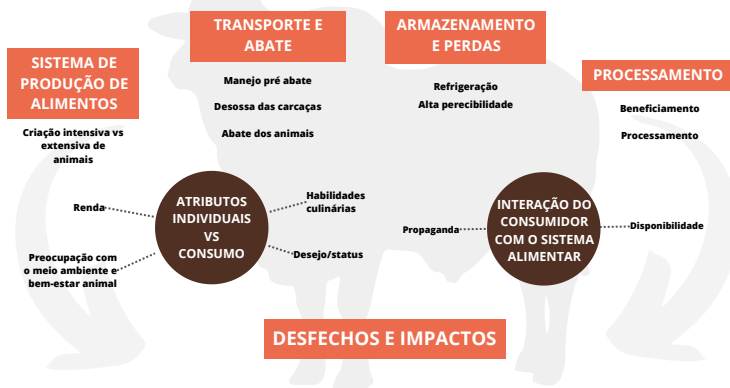 SISTEMA DE
PRODUÇÃO DE
ALIMENTOS
Criação intensiva vs
extensiva de
animais
TRANSPORTE E
ABATE
Manejo pré abate
Desossa das carcaças
Abate dos animais
ARMAZENAMENTO
E PERDAS
Refrigeração
Alta perecibilidade
PROCESSAMENTO
Beneficiamento
Processamento
ATRIBUTOS
INDIVIDUAIS
VS
CONSUMO
Renda
Preocupação com
o meio ambiente e
bem-estar animal
Habilidades
culinárias
Desejo/status
INTERAÇÃO DO
CONSUMIDOR
COM O SISTEMA
ALIMENTAR
Propaganda
Disponibilidade
DESFECHOS E IMPACTOS